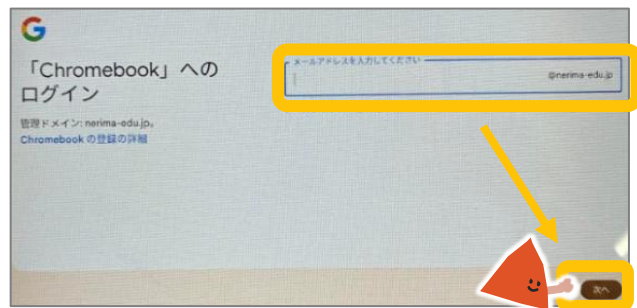 「Chromebook」への
ログイン
管理ドメイン: nerima-edu.jp。
Chromebook の登録の詳細
メールアドレスを入力してください
@nerima-edu.jp
次へ